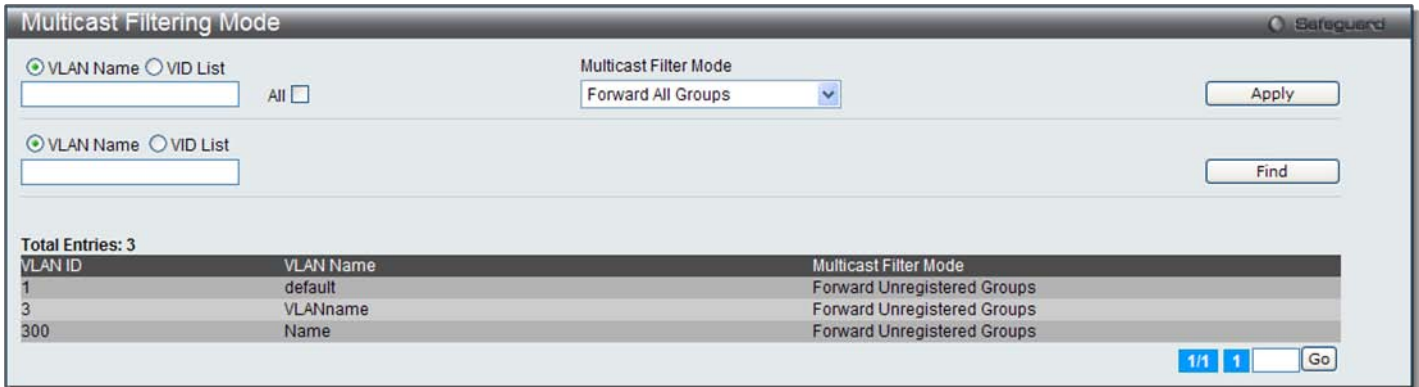 Multicast Filtering Mode
Safeguard
VLAN Name VID List
Multicast Filter Mode
All
Forward All Groups
Apply
VLAN Name VID List
Find
Total Entries: 3
VLAN ID VLAN Name Multicast Filter Mode
1 default Forward Unregistered Groups
3 VLANname Forward Unregistered Groups
300 Name Forward Unregistered Groups
1/1 1 Go